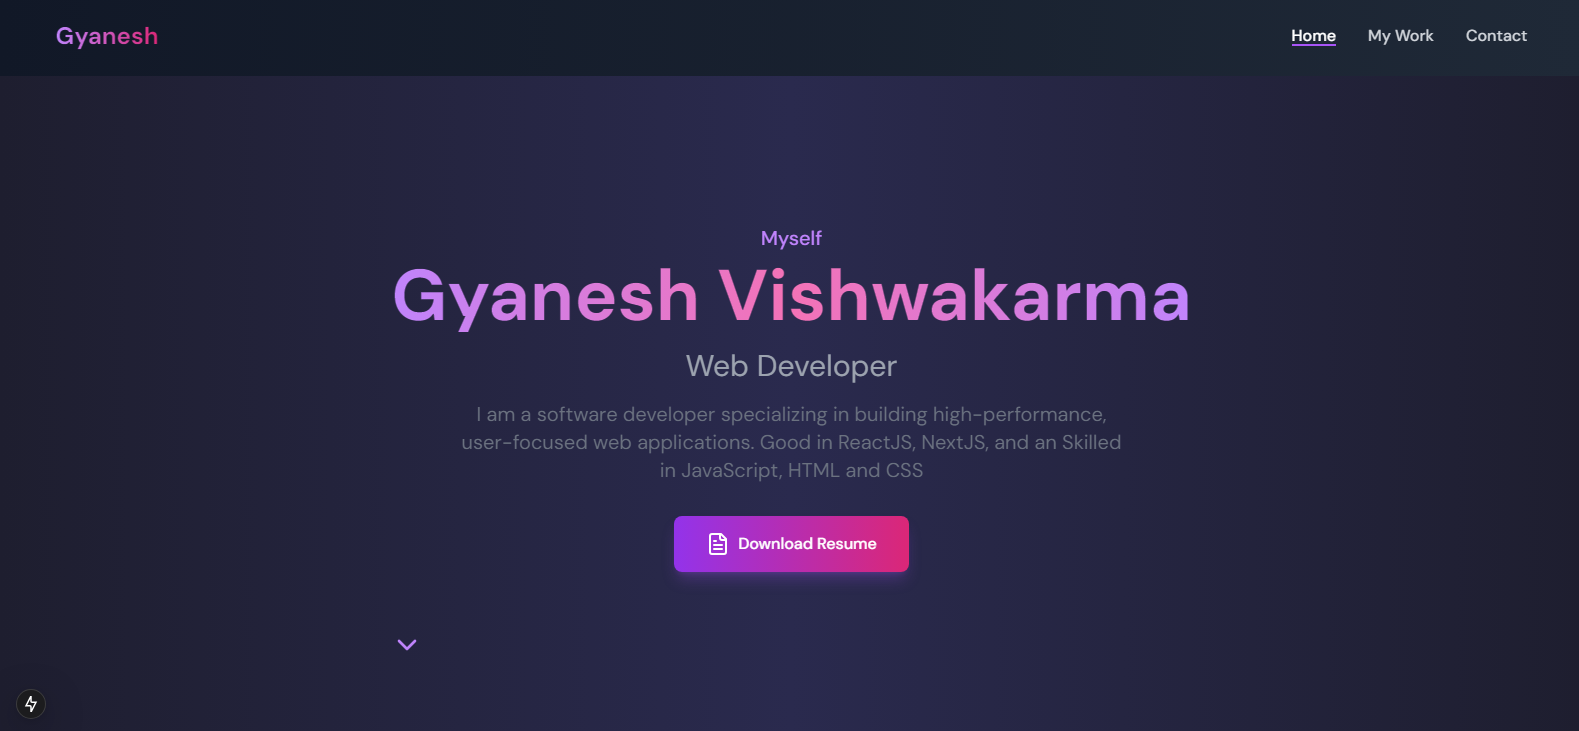 Gyanesh
Home My Work Contact
Myself
Gyanesh Vishwakarma
Web Developer
I am a software developer specializing in building high-performance,
user-focused web applications. Good in ReactJS, NextJS, and an Skilled
in JavaScript, HTML and CSS
Download Resume